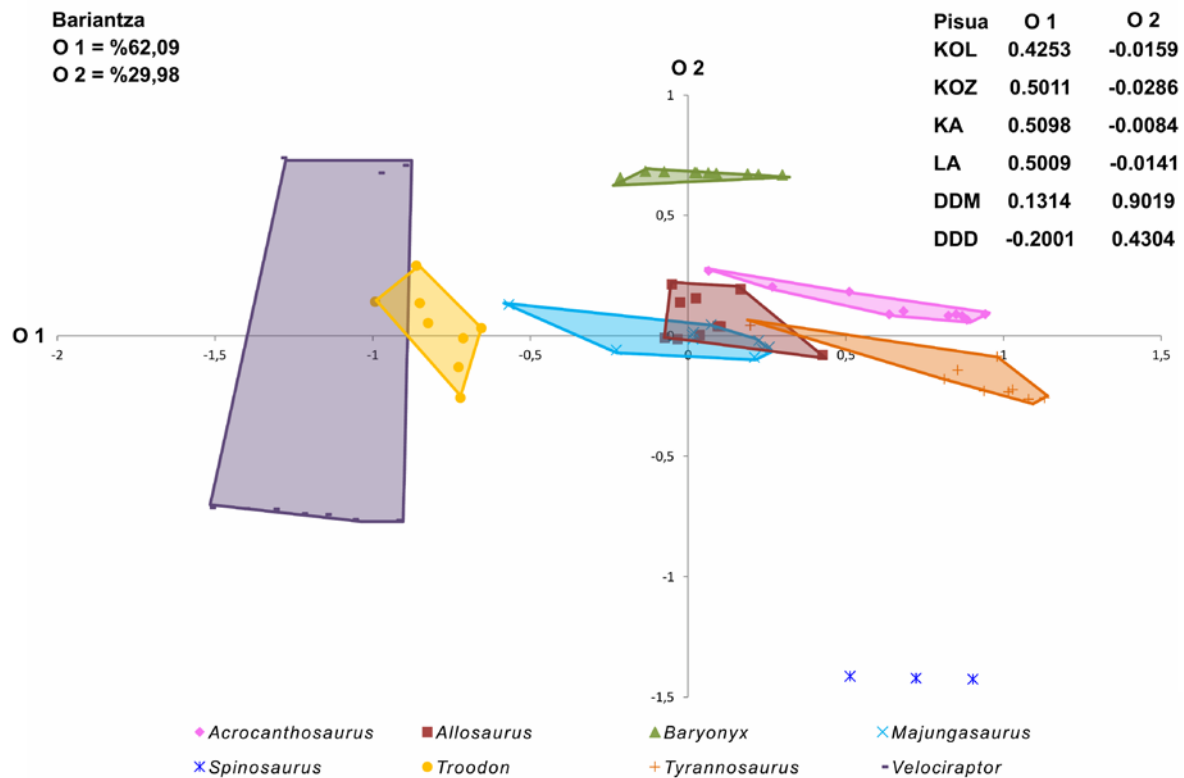 Bariantza
O 1 = %62,09
O 2 = %29,98
Pisua O 1 O 2
KOL 0.4253 -0.0159
KOZ 0.5011 -0.0286
KA 0.5098 -0.0084
LA 0.5009 -0.0141
DDM 0.1314 0.9019
DDD -0.2001 0.4304
O 2
1
0,5
O 1
-2 -1,5 -1 -0,5 0 0,5 1 1,5
-0,5
-1
-1,5
Acrocanthosaurus Allosaurus Baryonyx Majungasaurus
Spinosaurus Troodon Tyrannosaurus Velociraptor